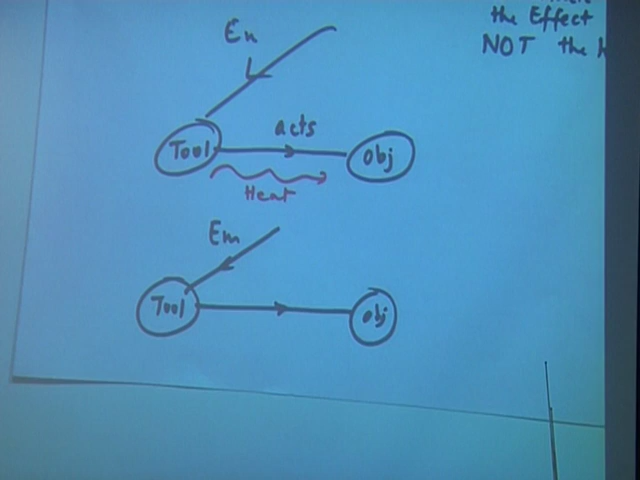 the Effect
NOT the
En
acts
Tool
Obj
Heat
Em
Tool
Obj